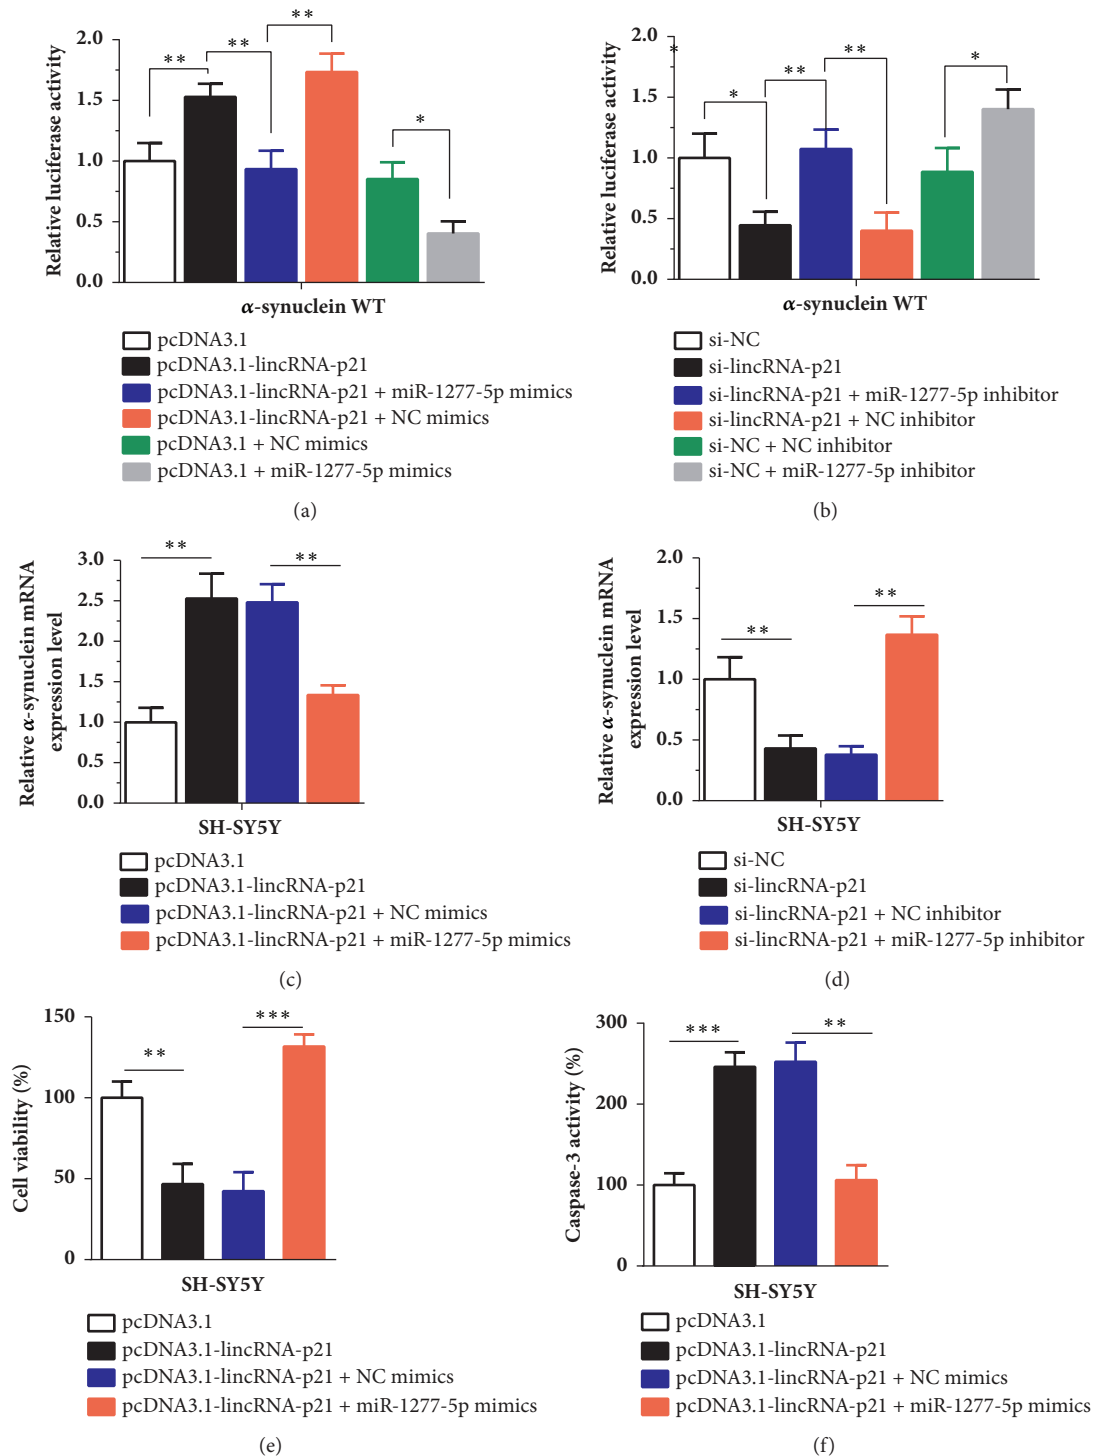 ** ** **
*
Relative luciferase activity
2.0
1.5
1.0
0.5
0.0
α-synuclein WT
pcDNA3.1
pcDNA3.1-lincRNA-p21
pcDNA3.1-lincRNA-p21 + miR-1277-5p mimics
pcDNA3.1-lincRNA-p21 + NC mimics
pcDNA3.1 + NC mimics
pcDNA3.1 + miR-1277-5p mimics
(a)
*
* ** ** *
Relative luciferase activity
2.0
1.5
1.0
0.5
0.0
α-synuclein WT
si-NC
si-lincRNA-p21
si-lincRNA-p21 + miR-1277-5p inhibitor
si-lincRNA-p21 + NC inhibitor
si-NC + NC inhibitor
si-NC + miR-1277-5p inhibitor
(b)
** **
Relative α-synuclein mRNA
expression level
3.0
2.5
2.0
1.5
1.0
0.5
0.0
SH-SY5Y
pcDNA3.1
pcDNA3.1-lincRNA-p21
pcDNA3.1-lincRNA-p21 + NC mimics
pcDNA3.1-lincRNA-p21 + miR-1277-5p mimics
(c)
** **
Relative α-synuclein mRNA
expression level
2.0
1.5
1.0
0.5
0.0
SH-SY5Y
si-NC
si-lincRNA-p21
si-lincRNA-p21 + NC inhibitor
si-lincRNA-p21 + miR-1277-5p inhibitor
(d)
** ***
Cell viability (%)
150
100
50
0
SH-SY5Y
pcDNA3.1
pcDNA3.1-lincRNA-p21
pcDNA3.1-lincRNA-p21 + NC mimics
pcDNA3.1-lincRNA-p21 + miR-1277-5p mimics
(e)
*** **
Caspase-3 activity (%)
300
200
100
0
SH-SY5Y
pcDNA3.1
pcDNA3.1-lincRNA-p21
pcDNA3.1-lincRNA-p21 + NC mimics
pcDNA3.1-lincRNA-p21 + miR-1277-5p mimics
(f)